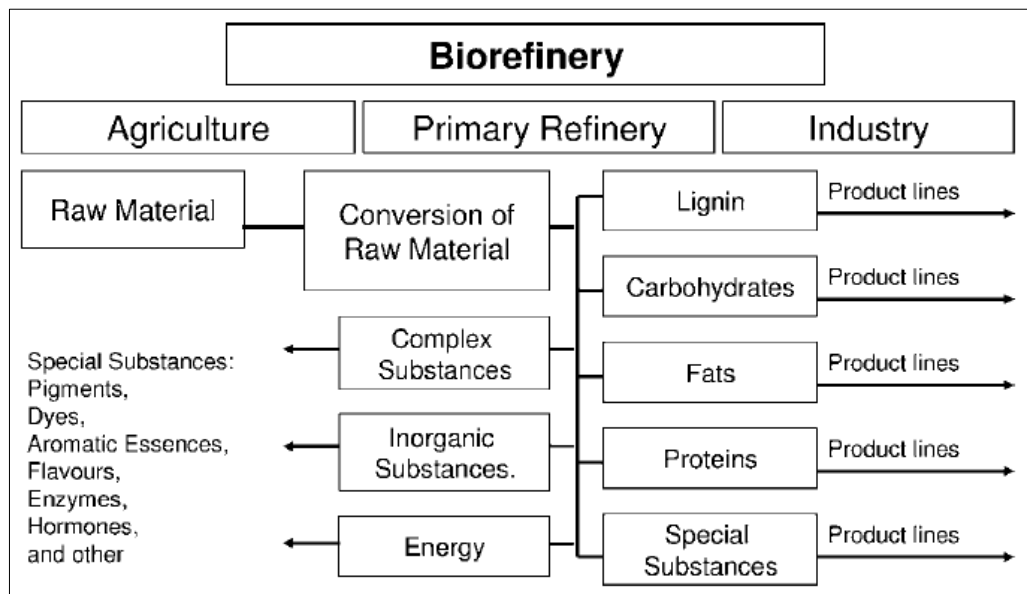 Biorefinery
Agriculture
Primary Refinery
Industry
Raw Material
Conversion of
Raw Material
Lignin
Product lines
Carbohydrates
Product lines
Complex
Substances
Fats
Product lines
Special Substances:
Pigments,
Dyes,
Aromatic Essences,
Flavours,
Enzymes,
Hormones,
and other
Inorganic
Substances.
Proteins
Product lines
Energy
Special
Substances
Product lines